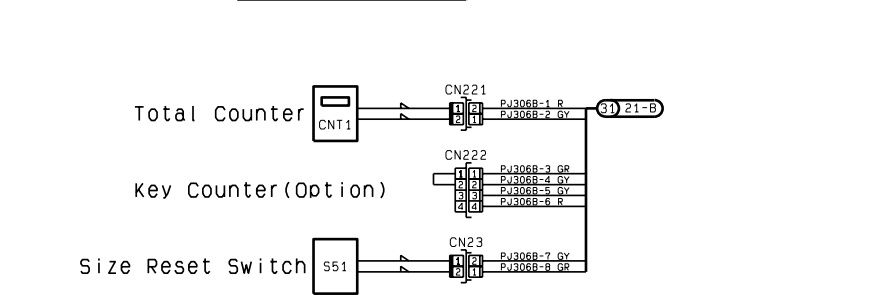 CN221
Total Counter CNT1 1 2 PJ306B-1 R 31 21-B
2 1 PJ306B-2 GY
CN222
1 1 PJ306B-3 GR
2 2 PJ306B-4 GY
Key Counter(Option) 3 3 PJ306B-5 GY
4 4 PJ306B-6 R
CN23
Size Reset Switch S51 1 2 PJ306B-7 GY
2 1 PJ306B-8 GR